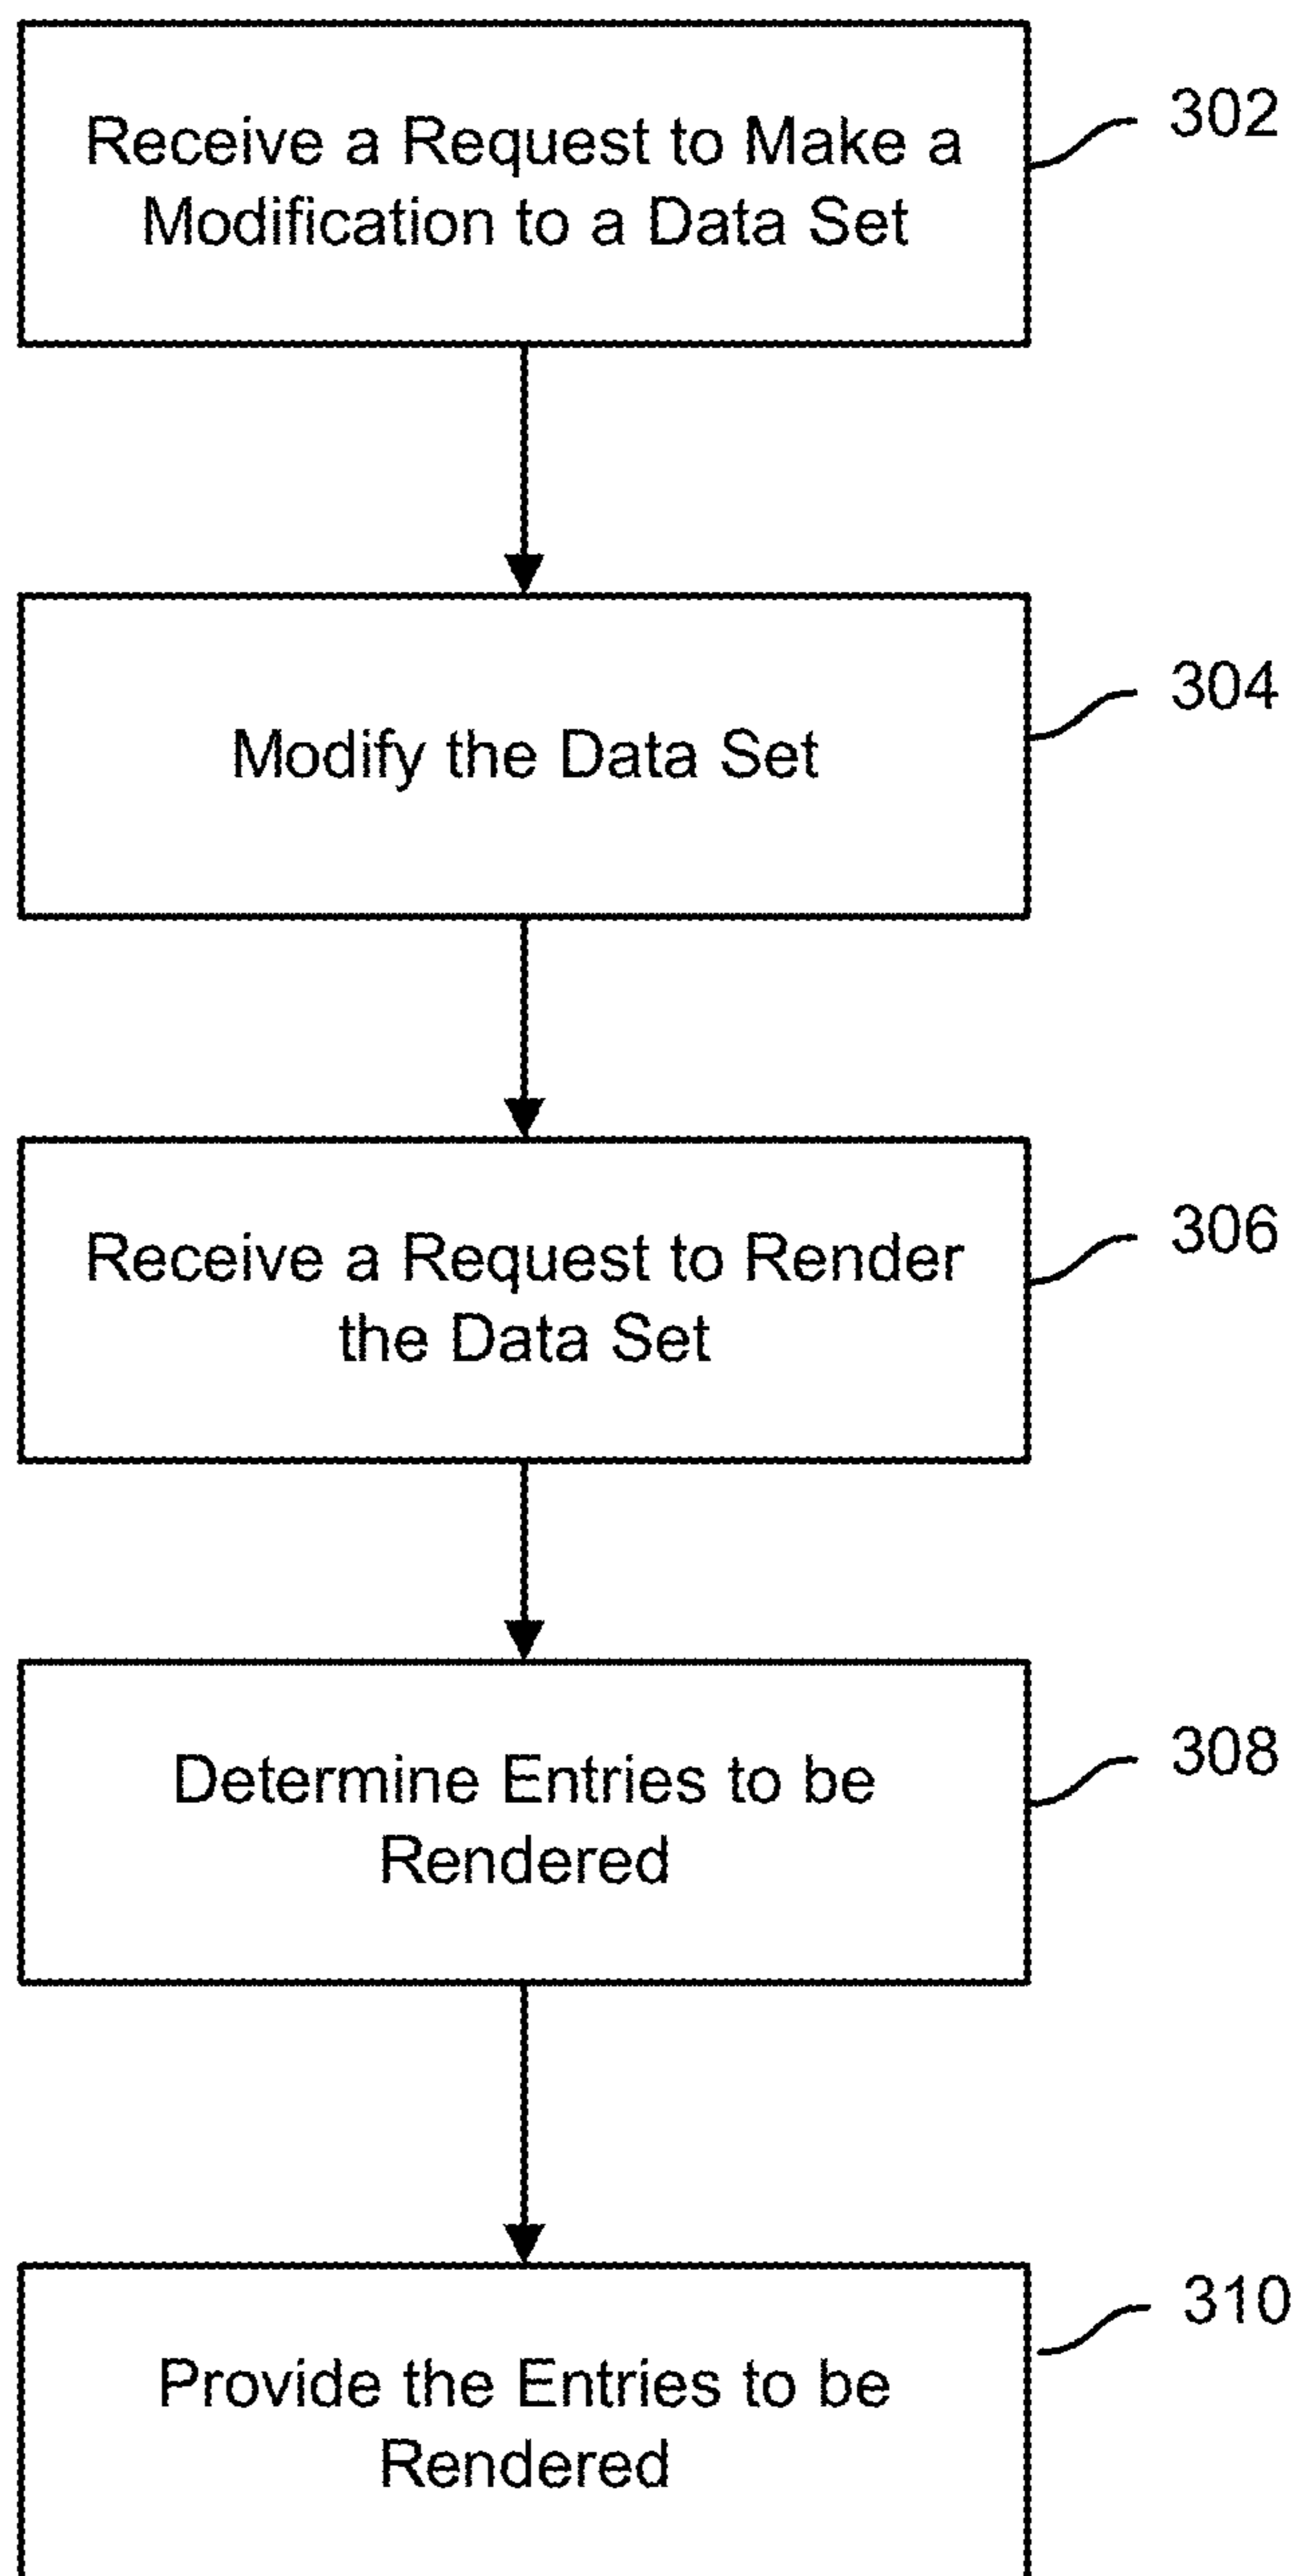 Receive a Request to Make a
Modification to a Data Set
302
Modify the Data Set
304
Receive a Request to Render
the Data Set
306
Determine Entries to be
Rendered
308
Provide the Entries to be
Rendered
310